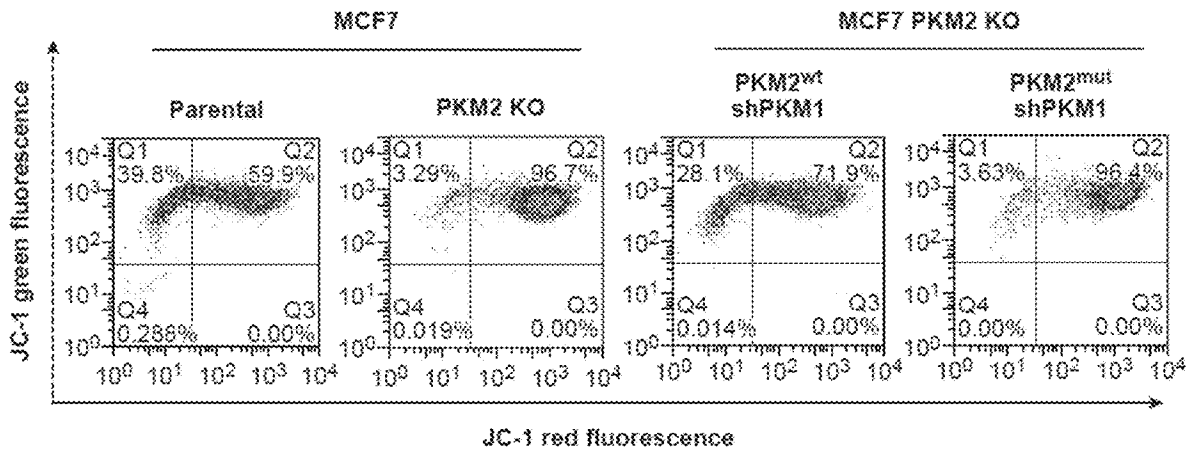 MCF7
MCF7 PKM2 KO
Parental
PKM2 KO
PKM2wt
shPKM1
PKM2mut
shPKM1
JC-1 green fluorescence
10⁴
10³
10²
10¹
10⁰
Q1
39.8%
Q2
59.9%
Q4
0.286%
Q3
0.00%
10⁰ 10¹ 10² 10³ 10⁴
10⁴
10³
10²
10¹
10⁰
Q1
3.29%
Q2
96.7%
Q4
0.019%
Q3
0.00%
10⁰ 10¹ 10² 10³ 10⁴
10⁴
10³
10²
10¹
10⁰
Q1
28.1%
Q2
71.9%
Q4
0.014%
Q3
0.00%
10⁰ 10¹ 10² 10³ 10⁴
10⁴
10³
10²
10¹
10⁰
Q1
3.63%
Q2
96.4%
Q4
0.00%
Q3
0.00%
10⁰ 10¹ 10² 10³ 10⁴
JC-1 red fluorescence